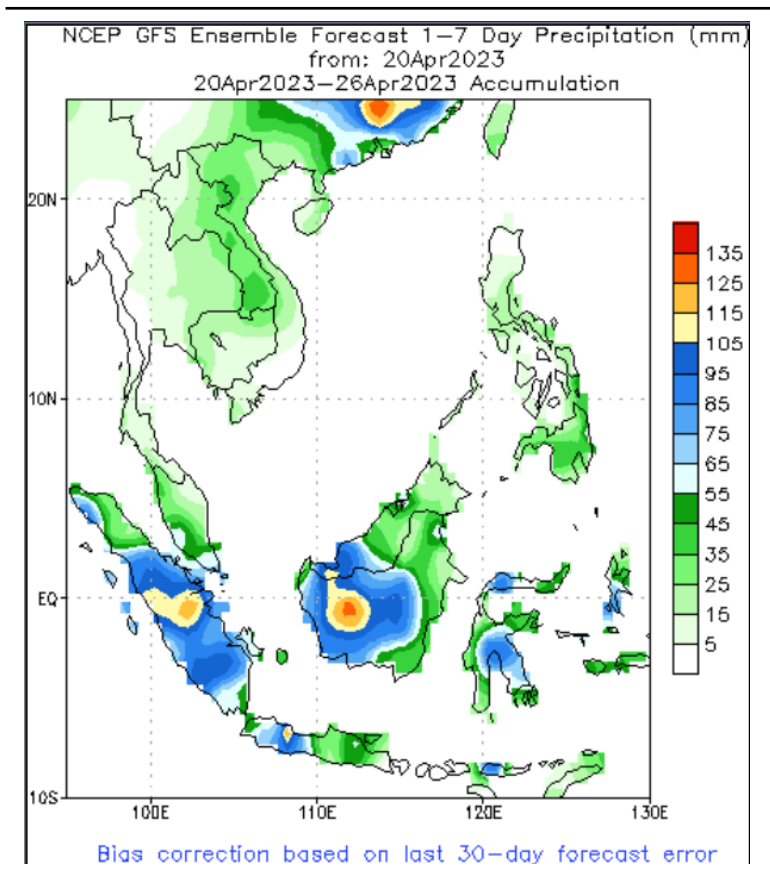 NCEP GFS Ensemble Forecast 1-7 Day Precipitation (mm)
from: 20Apr2023
20Apr2023-26Apr2023 Accumulation
20N
10N
EQ
10S
100E 110E 120E 130E
135
125
115
105
95
85
75
65
55
45
35
25
15
5
Bias correction based on last 30-day forecast error